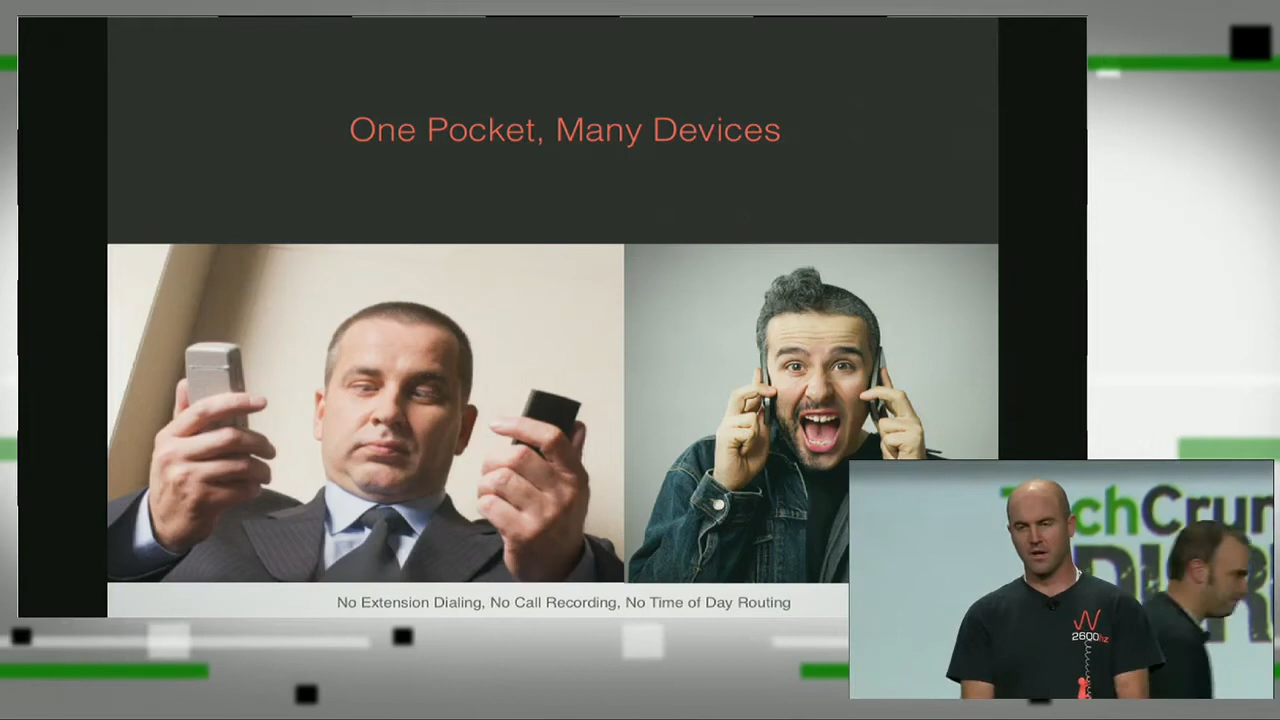 One Pocket, Many Devices
No Extension Dialing, No Call Recording, No Time of Day Routing
2600hz